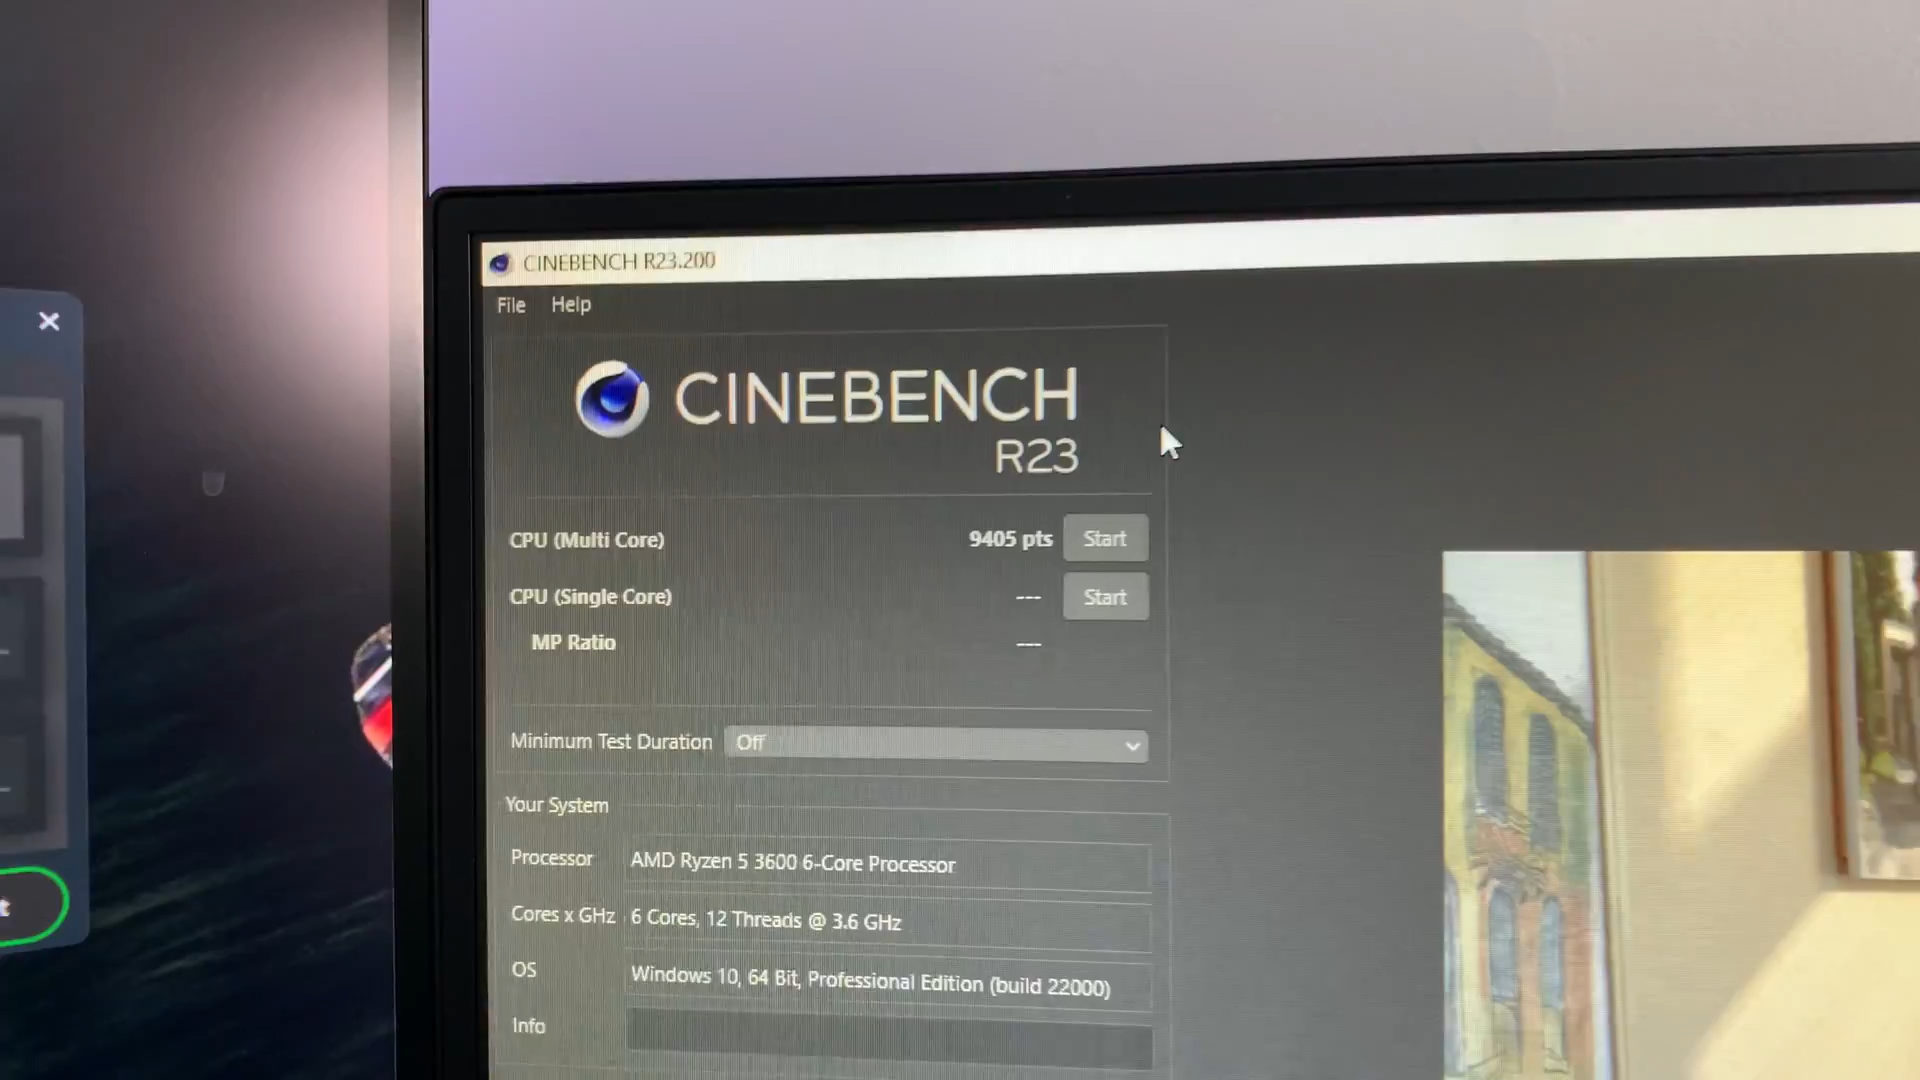 CINEBENCH R23.200
File Help
CINEBENCH
R23
CPU (Multi Core) 9405 pts Start
CPU (Single Core) --- Start
MP Ratio ---
Minimum Test Duration Off
Your System
Processor AMD Ryzen 5 3600 6-Core Processor
Cores x GHz 6 Cores, 12 Threads @ 3.6 GHz
OS Windows 10, 64 Bit, Professional Edition (build 22000)
Info